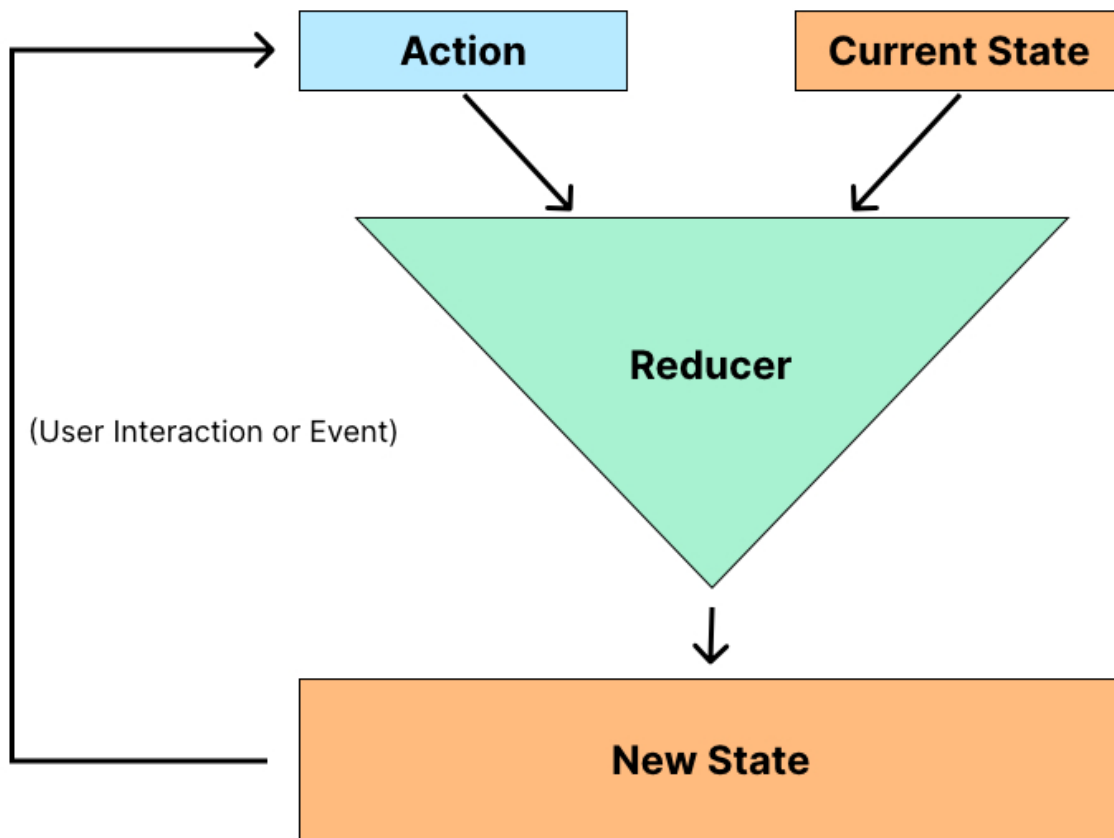 Action
Current State
Reducer
(User Interaction or Event)
New State